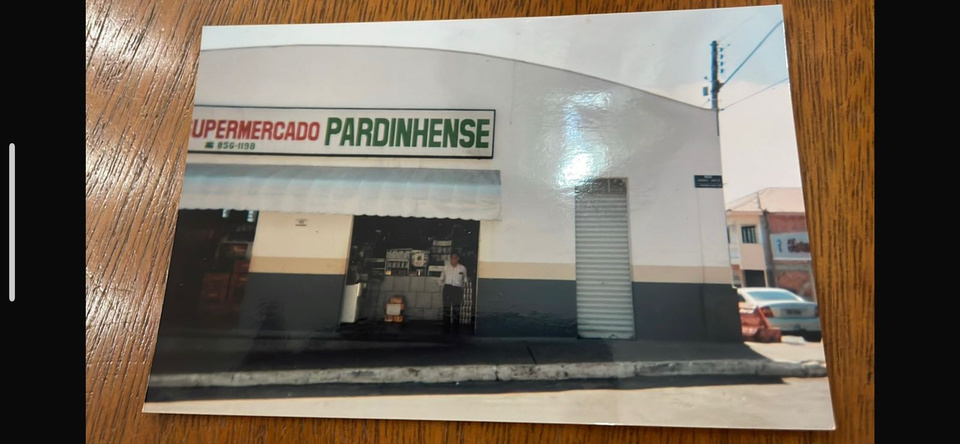 UPERMERCADO PARDINHENSE
☎ 856-1198